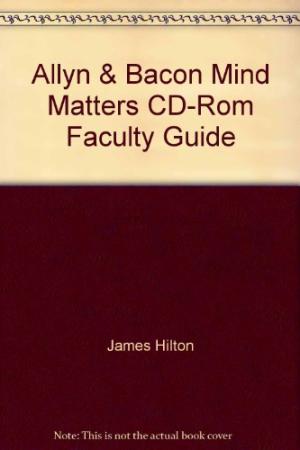 Allyn & Bacon Mind
Matters CD-Rom
Faculty Guide
James Hilton
Note: This is not the actual book cover